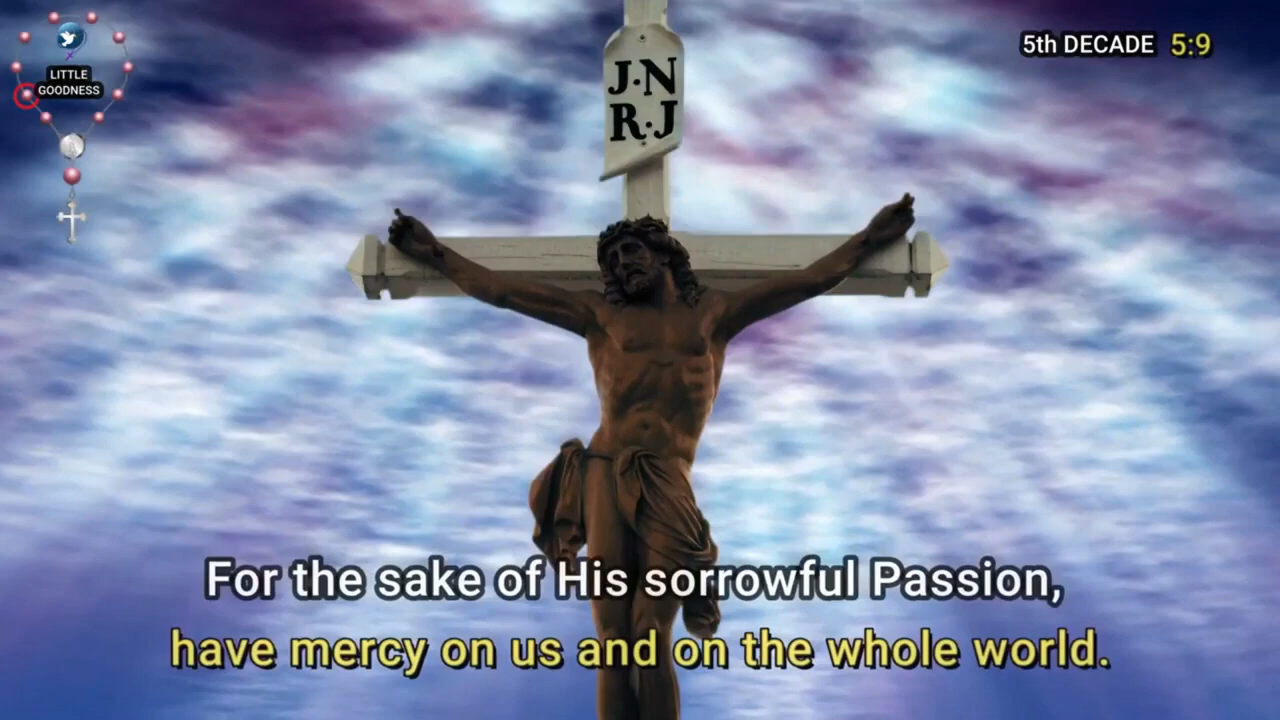 LITTLE
GOODNESS
5th DECADE 5:9
J·N
R·J
For the sake of His sorrowful Passion,
have mercy on us and on the whole world.